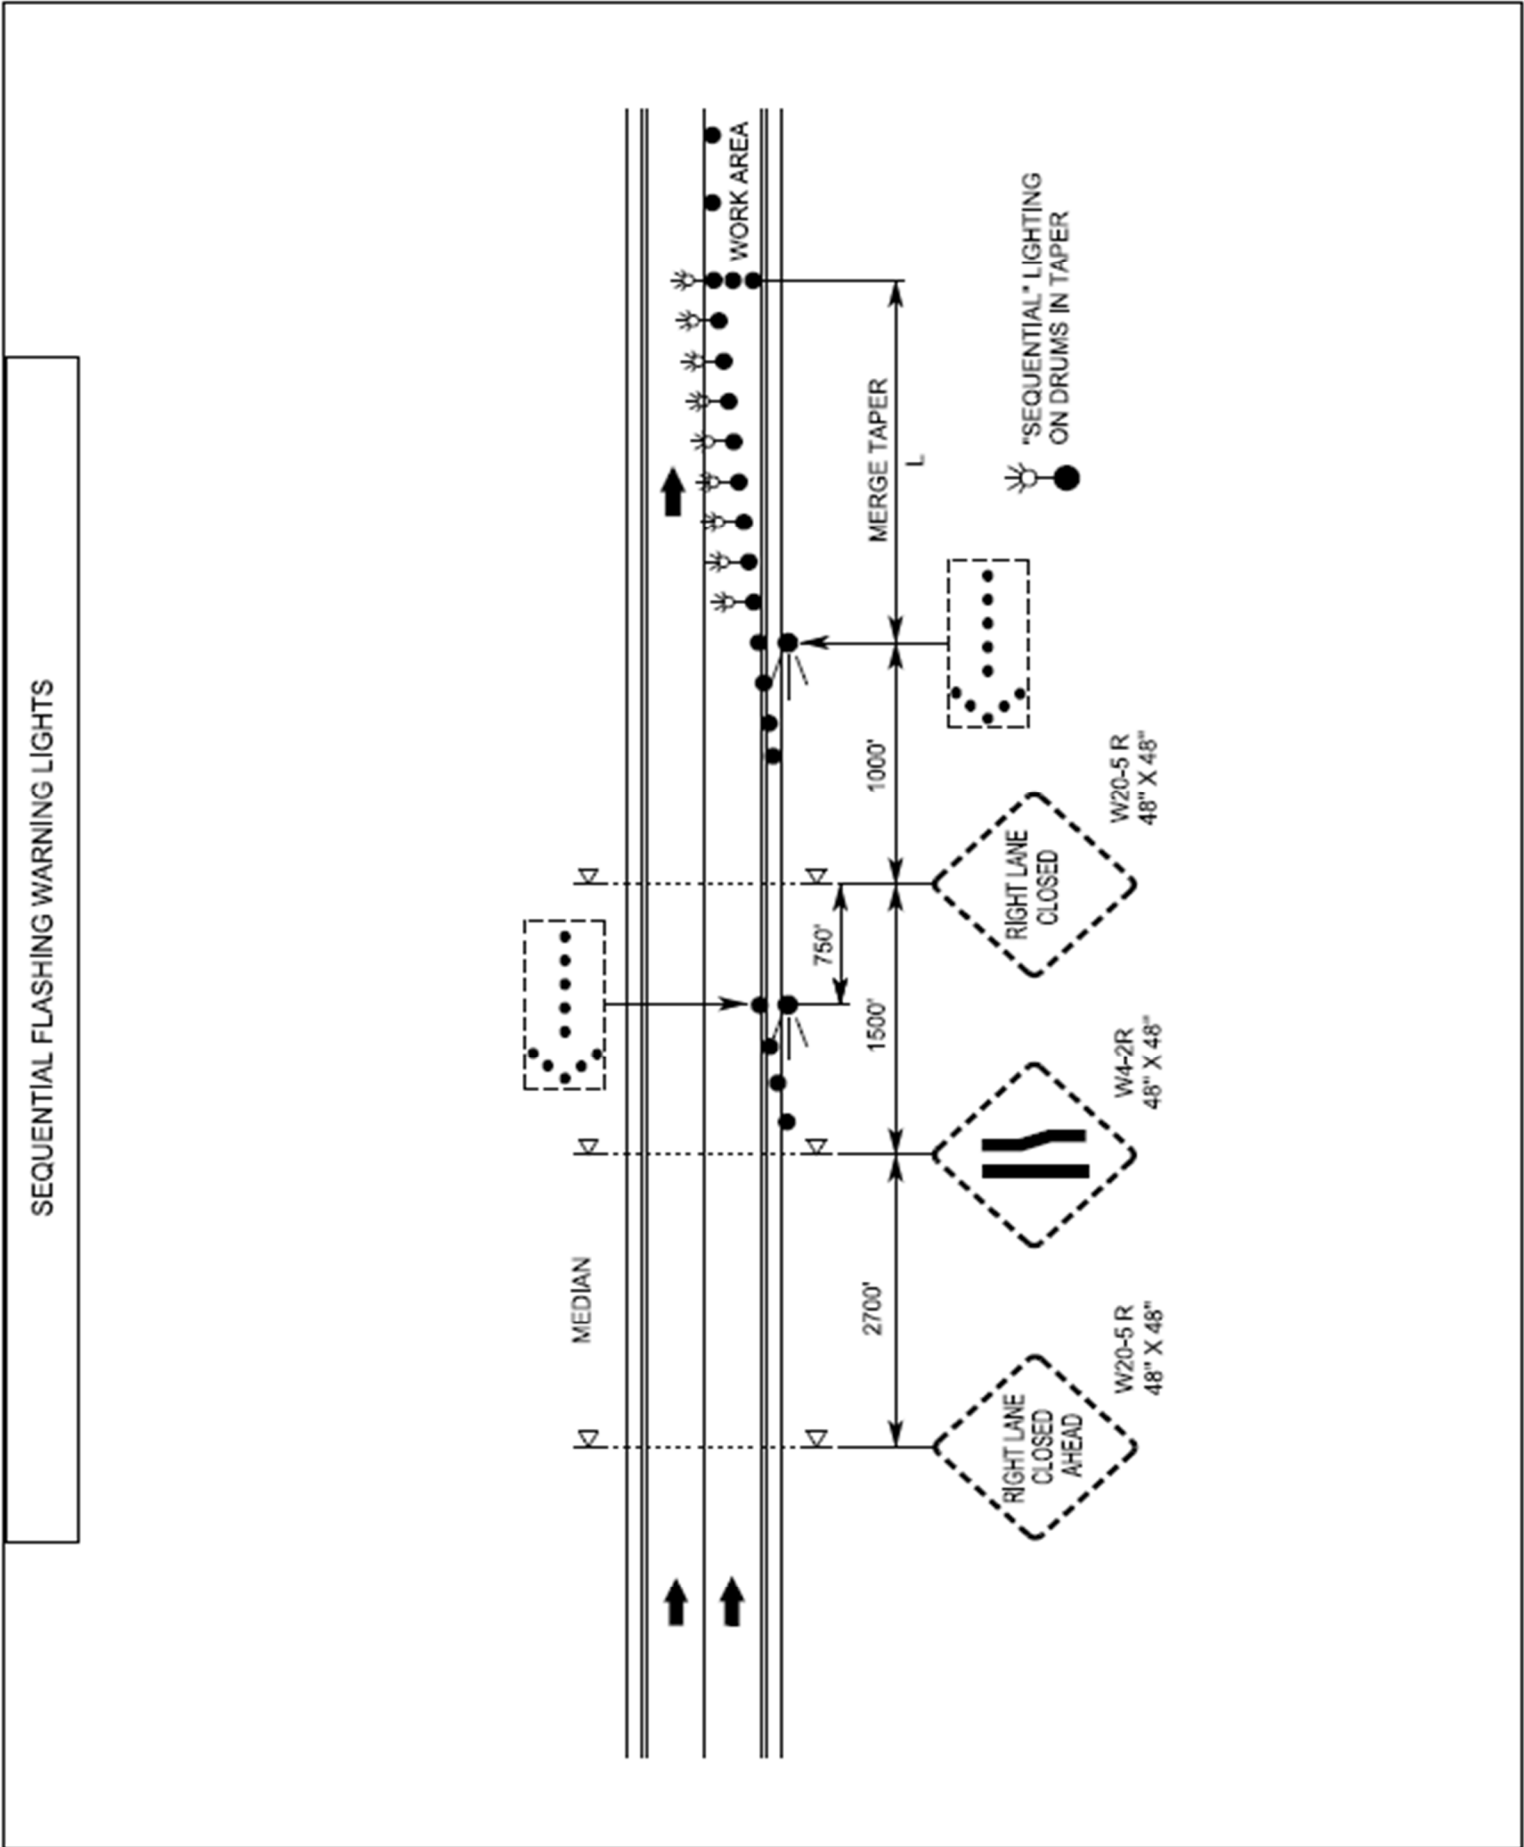 SEQUENTIAL FLASHING WARNING LIGHTS
MEDIAN
WORK AREA
2700'
1500'
750'
1000'
MERGE TAPER
L
RIGHT LANE
CLOSED
AHEAD
W20-5 R
48" X 48"
W4-2R
48" X 48"
RIGHT LANE
CLOSED
W20-5 R
48" X 48"
"SEQUENTIAL" LIGHTING
ON DRUMS IN TAPER